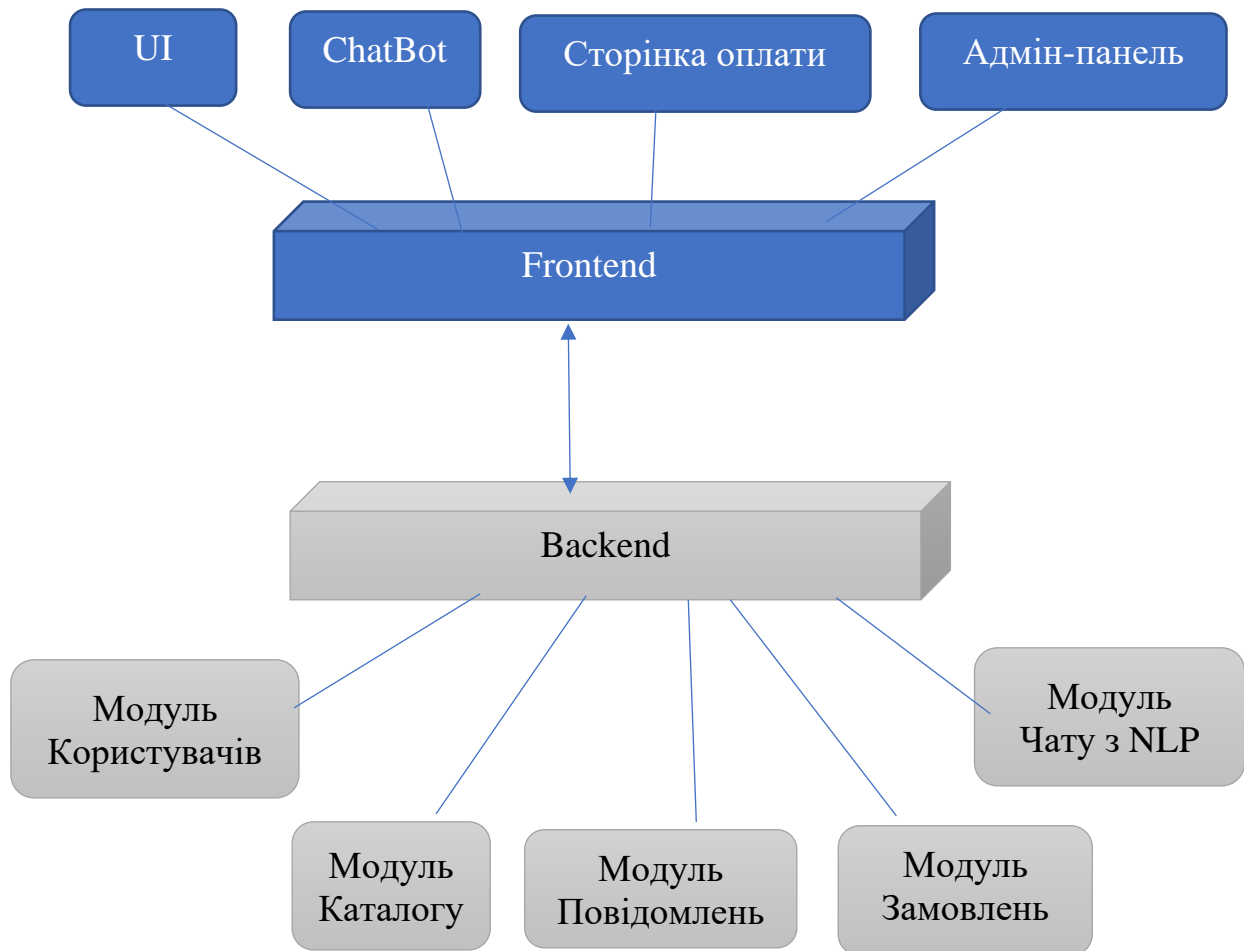 UI
ChatBot
Сторінка оплати
Адмін-панель
Frontend
Backend
Модуль
Користувачів
Модуль
Чату з NLP
Модуль
Каталогу
Модуль
Повідомлень
Модуль
Замовлень